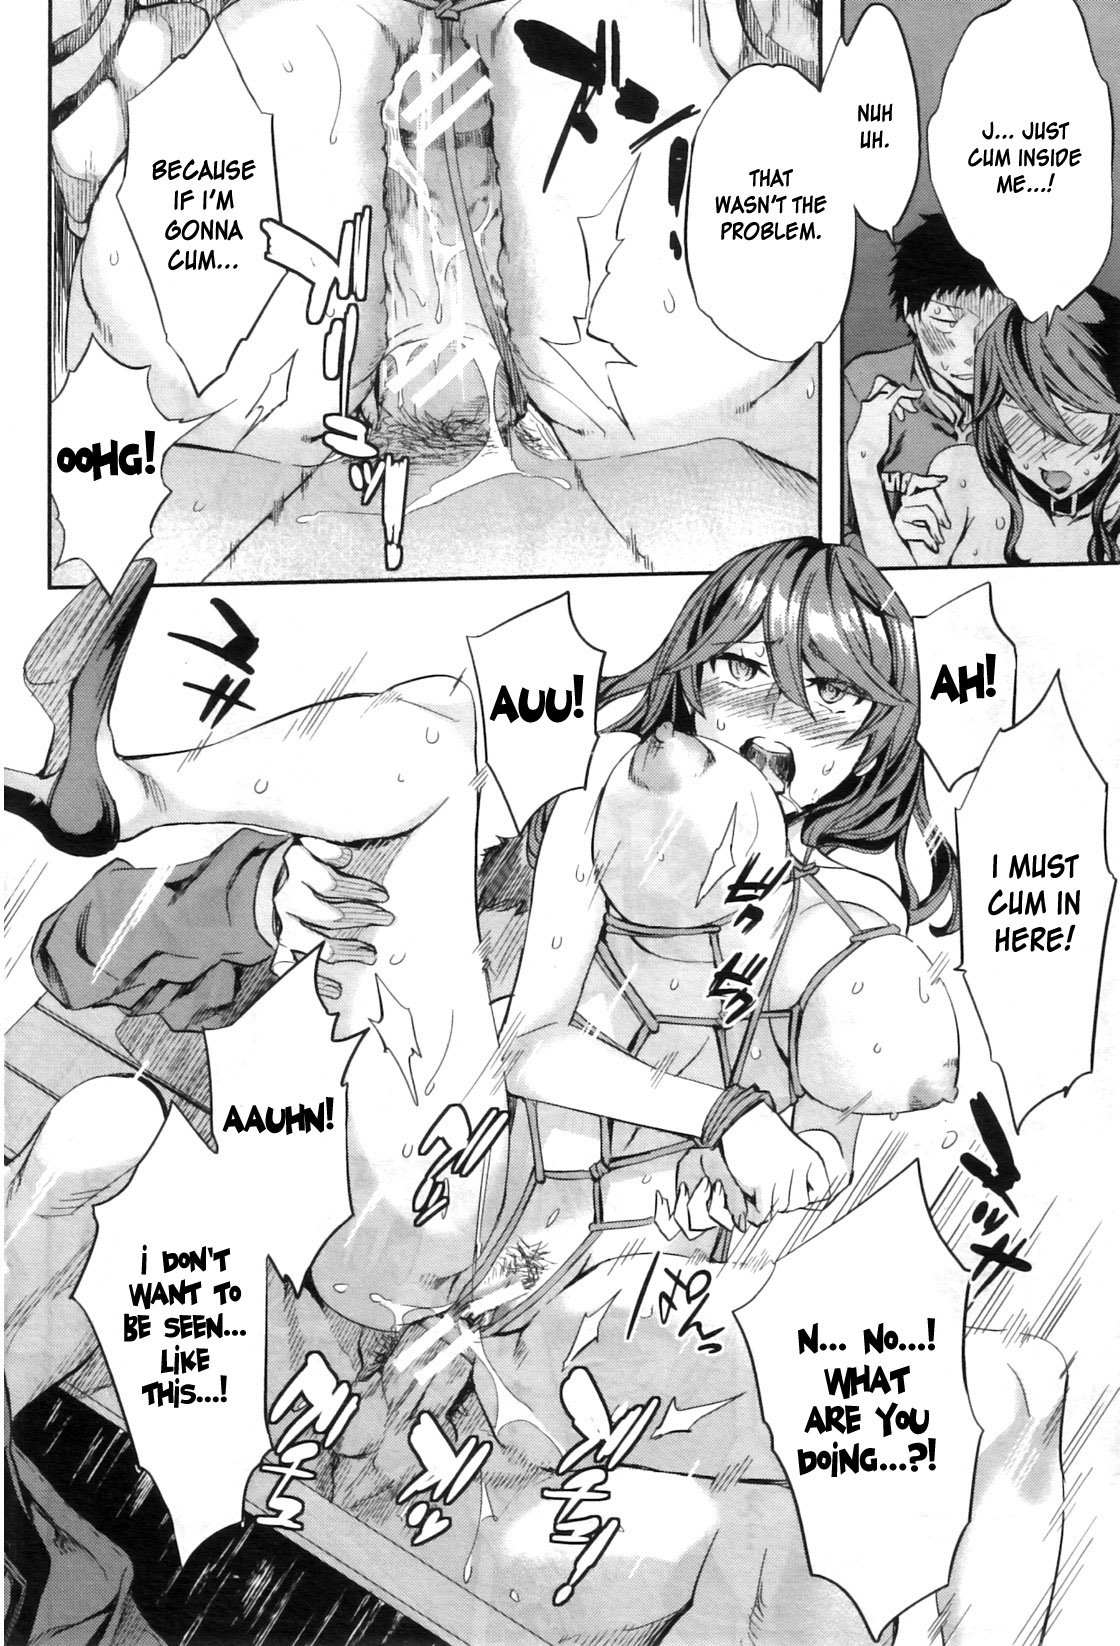 J... JUST
CUM INSIDE
ME...!
NUH
UH.
THAT
WASN'T THE
PROBLEM.
BECAUSE
IF I'M
GONNA
CUM...
OOHG!
AH!
AUU!
I MUST
CUM IN
HERE!
AAUHN!
N... NO...!
WHAT
ARE YOU
DOING...?!
I DON'T
WANT TO
BE SEEN...
LIKE
THIS...!